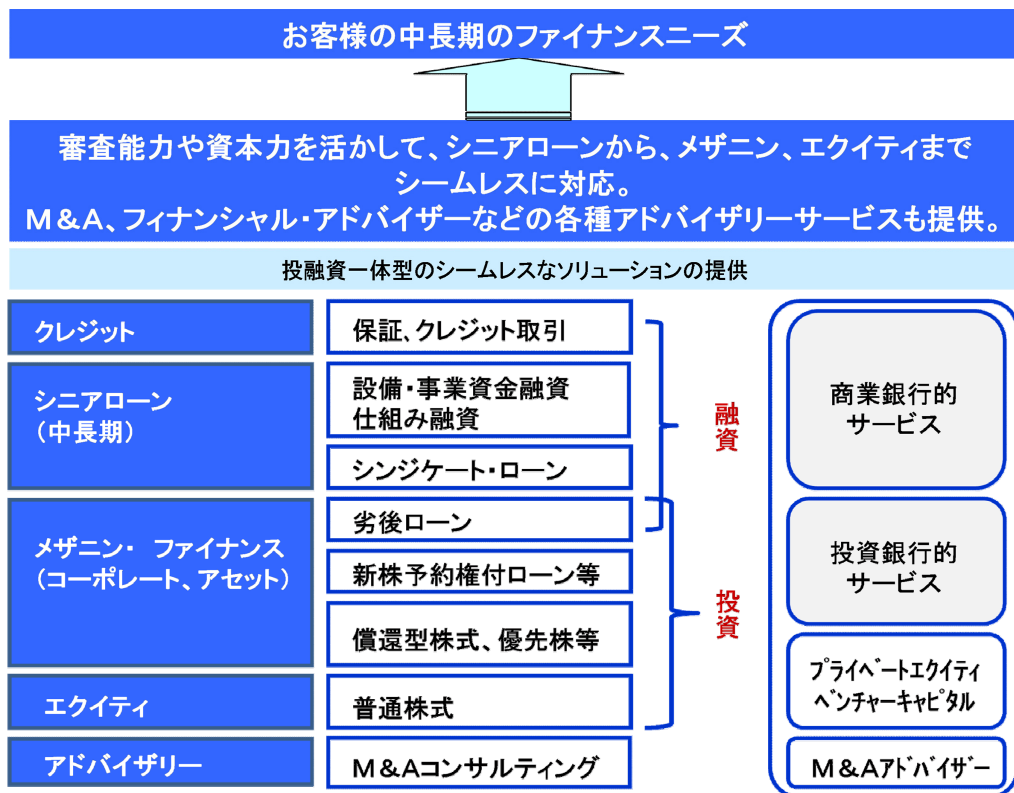 お客様の中長期のファイナンスニーズ
審査能力や資本力を活かして、シニアローンから、メザニン、エクイティまで
シームレスに対応。
M&A、フィナンシャル・アドバイザーなどの各種アドバイザリーサービスも提供。
投融資一体型のシームレスなソリューションの提供
クレジット
保証、クレジット取引
シニアローン
（中長期）
設備・事業資金融資
仕組み融資
シンジケート・ローン
メザニン・ ファイナンス
（コーポレート、アセット）
劣後ローン
新株予約権付ローン等
償還型株式、優先株等
エクイティ
普通株式
アドバイザリー
M&Aコンサルティング
融
資
投
資
商業銀行的
サービス
投資銀行的
サービス
ﾌﾟﾗｲﾍﾞｰﾄｴｸｲﾃｨ
ﾍﾞﾝﾁｬｰｷｬﾋﾟﾀﾙ
M&Aｱﾄﾞﾊﾞｲｻﾞｰ